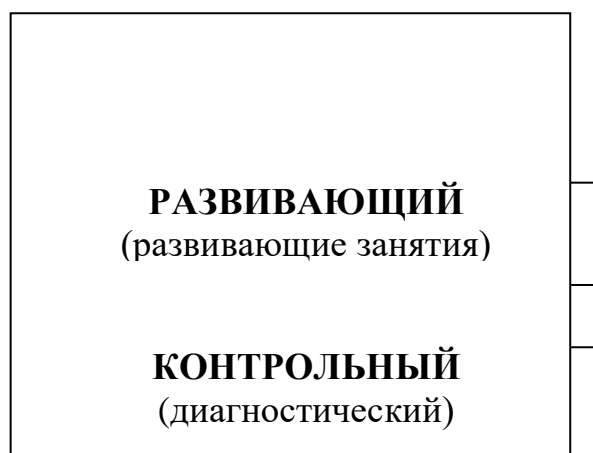 РАЗВИВАЮЩИЙ
(развивающие занятия)
КОНТРОЛЬНЫЙ
(диагностический)